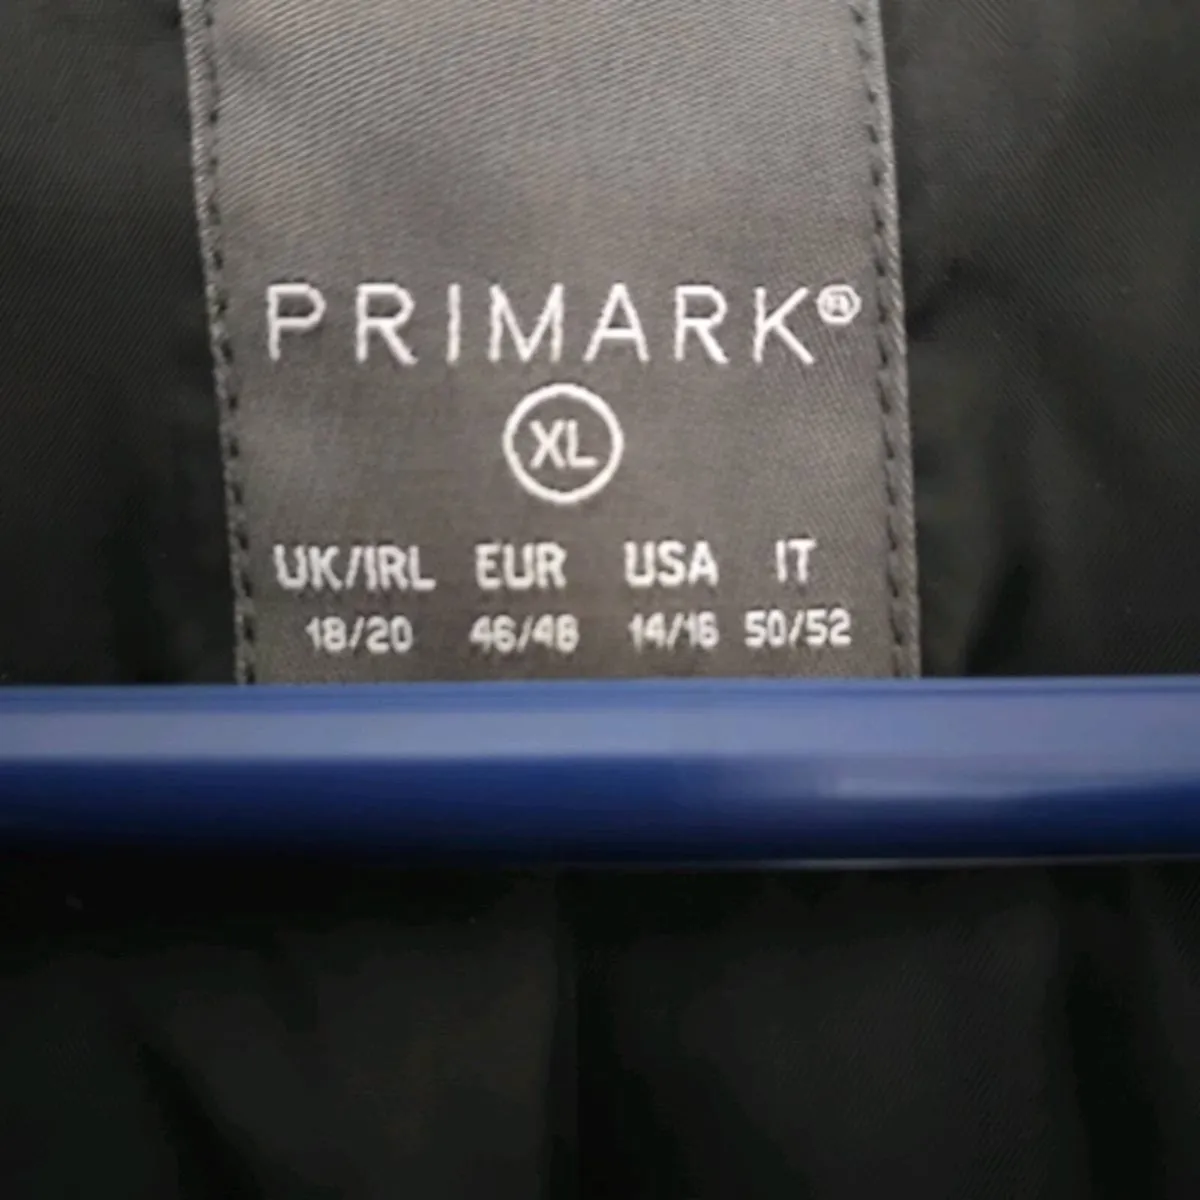 PRIMARK®
XL
UK/IRL EUR USA IT
18/20 46/48 14/16 50/52